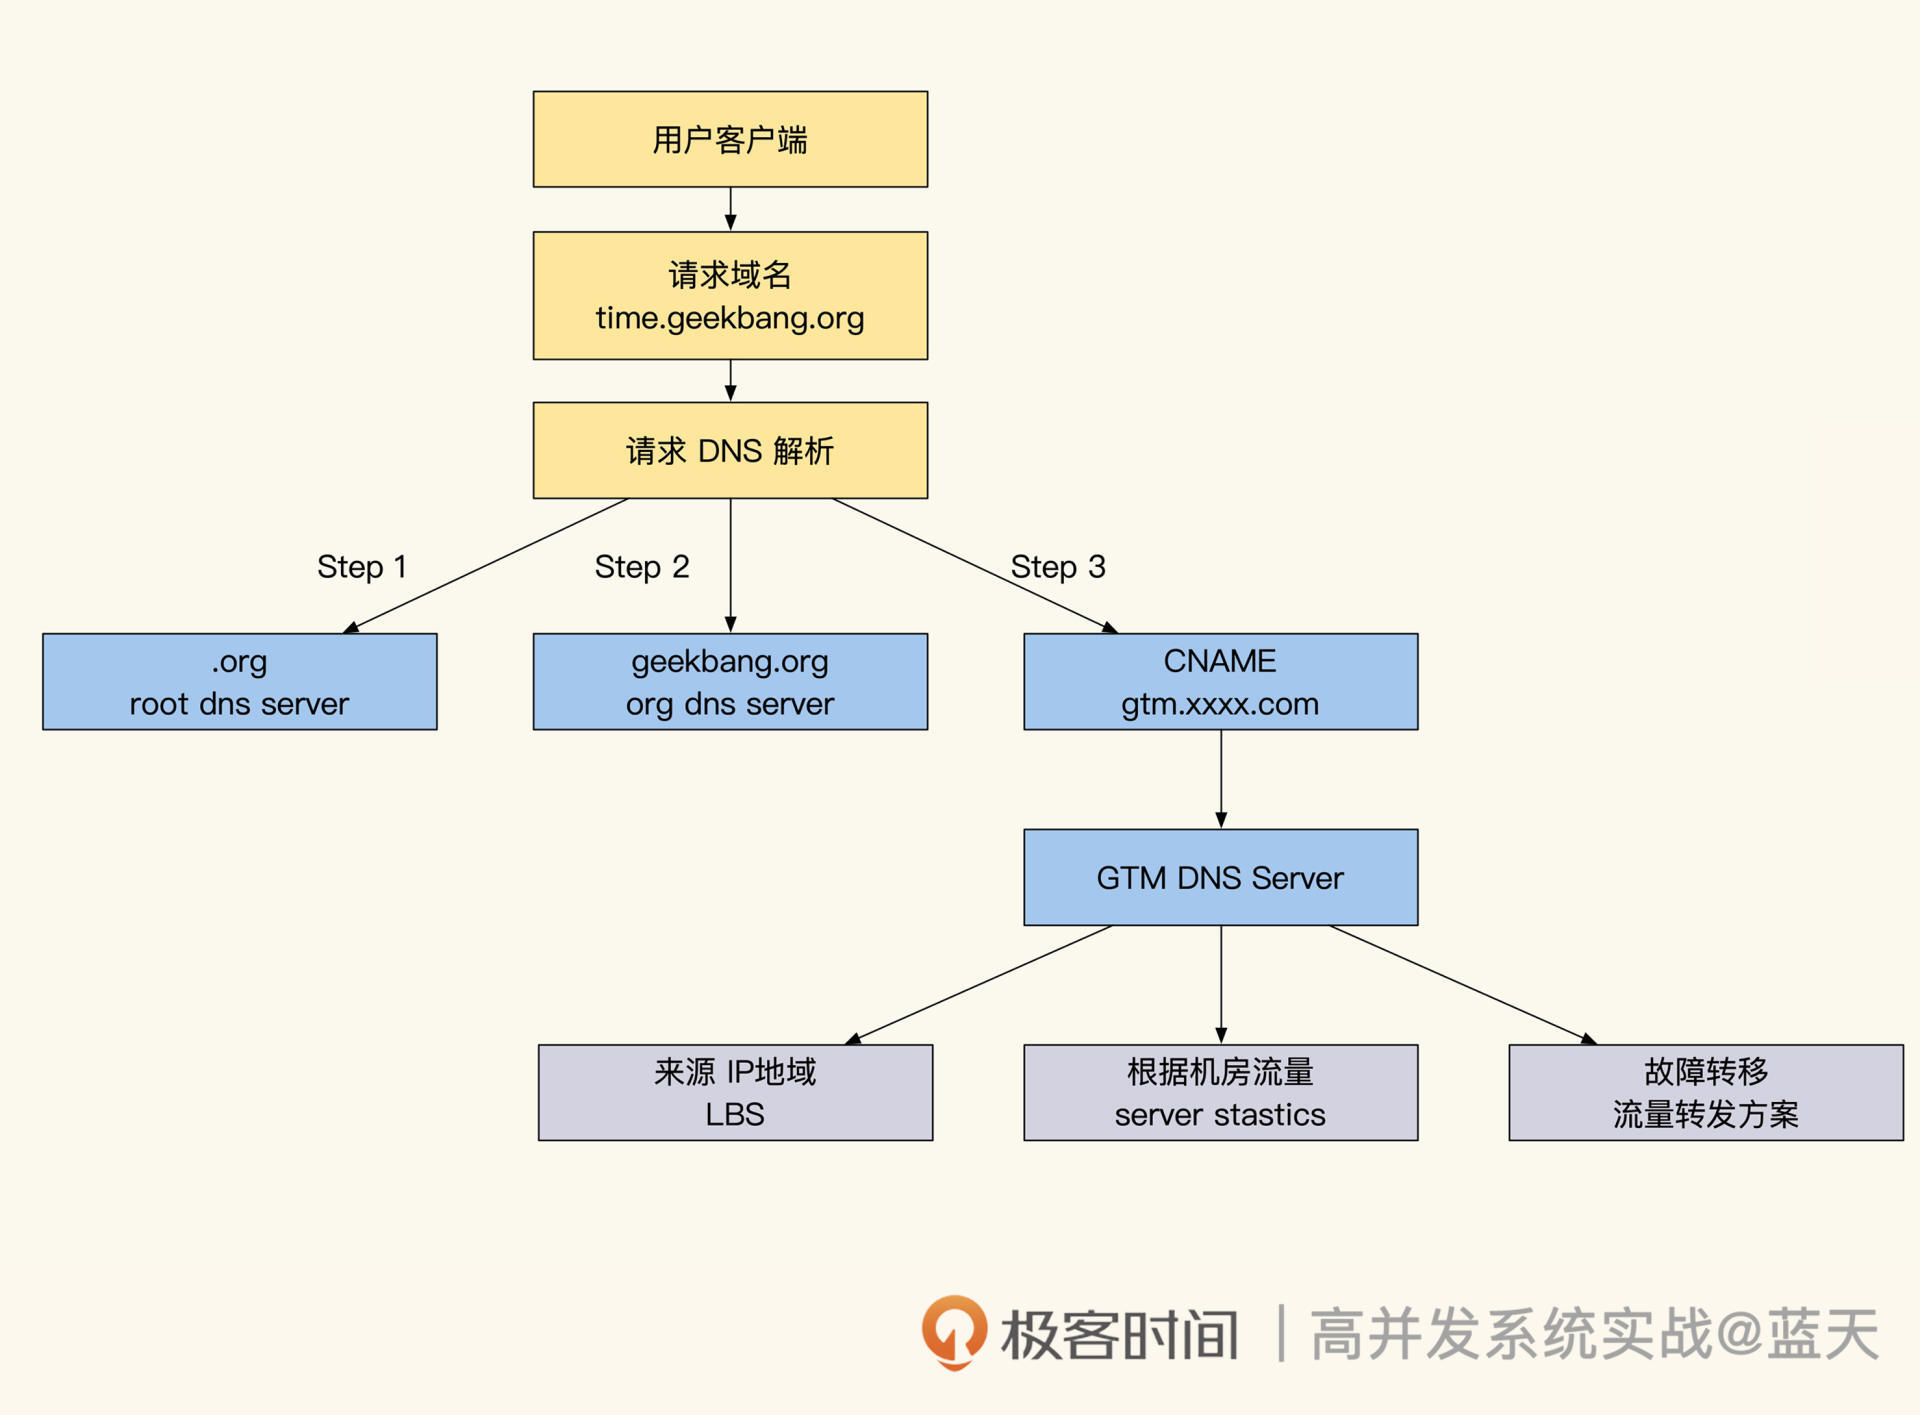 用户客户端
请求域名
time.geekbang.org
请求 DNS 解析
Step 1
Step 2
Step 3
.org
root dns server
geekbang.org
org dns server
CNAME
gtm.xxxx.com
GTM DNS Server
来源 IP地域
LBS
根据机房流量
server stastics
故障转移
流量转发方案
极客时间
高并发系统实战@蓝天